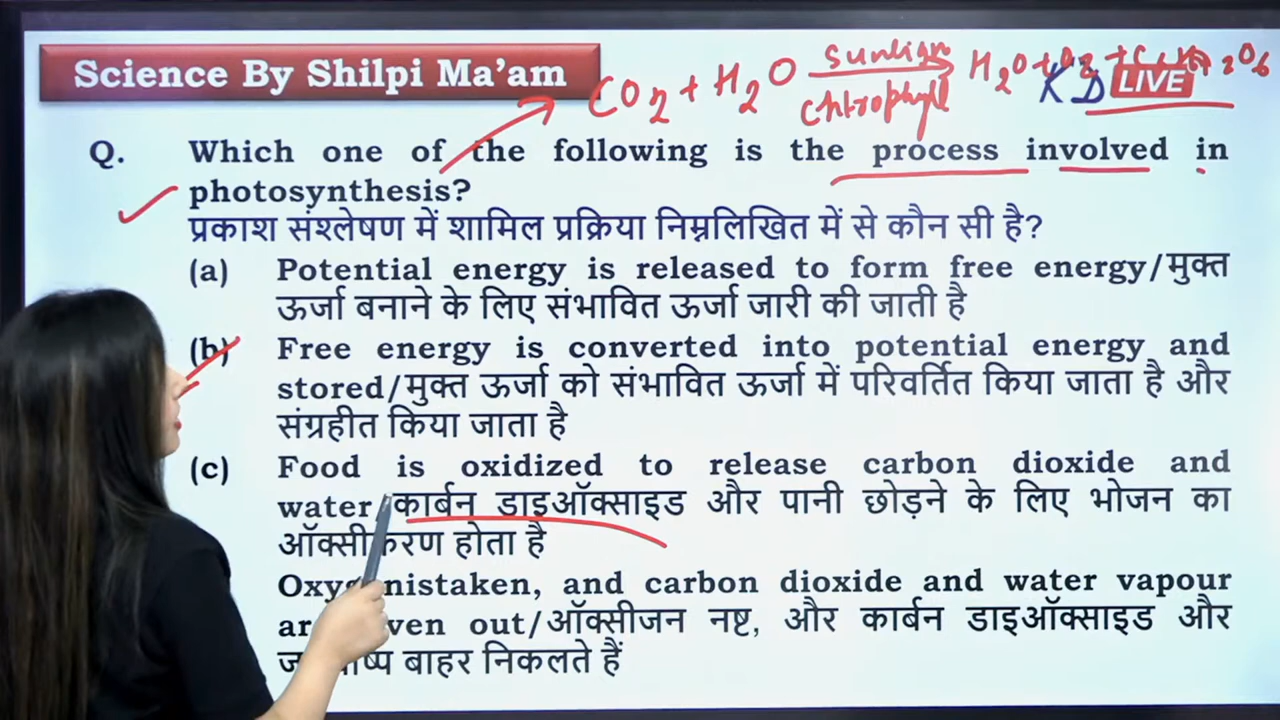 Science By Shilpi Ma'am
CO2 + H2O
sunligh
Chlrophyll
H2O + O2 +
KD LIVE
Q. Which one of the following is the process involved in
photosynthesis?
प्रकाश संश्लेषण में शामिल प्रक्रिया निम्नलिखित में से कौन सी है?
(a) Potential energy is released to form free energy/मुक्त
ऊर्जा बनाने के लिए संभावित ऊर्जा जारी की जाती है
(b) Free energy is converted into potential energy and
stored/मुक्त ऊर्जा को संभावित ऊर्जा में परिवर्तित किया जाता है और
संग्रहीत किया जाता है
(c) Food is oxidized to release carbon dioxide and
water/कार्बन डाइऑक्साइड और पानी छोड़ने के लिए भोजन का
ऑक्सीकरण होता है
and carbon dioxide and water vapour
out/ऑक्सीजन नष्ट, और कार्बन डाइऑक्साइड और
बाहर निकलते हैं